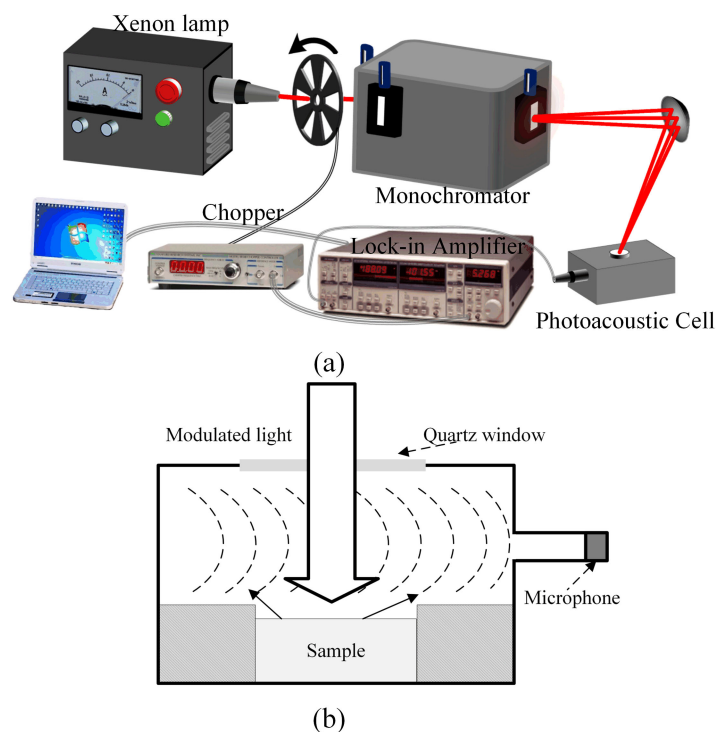 Xenon lamp
A
Monochromator
Chopper
Lock-in Amplifier
Photoacoustic Cell
(a)
Modulated light
Quartz window
Microphone
Sample
(b)